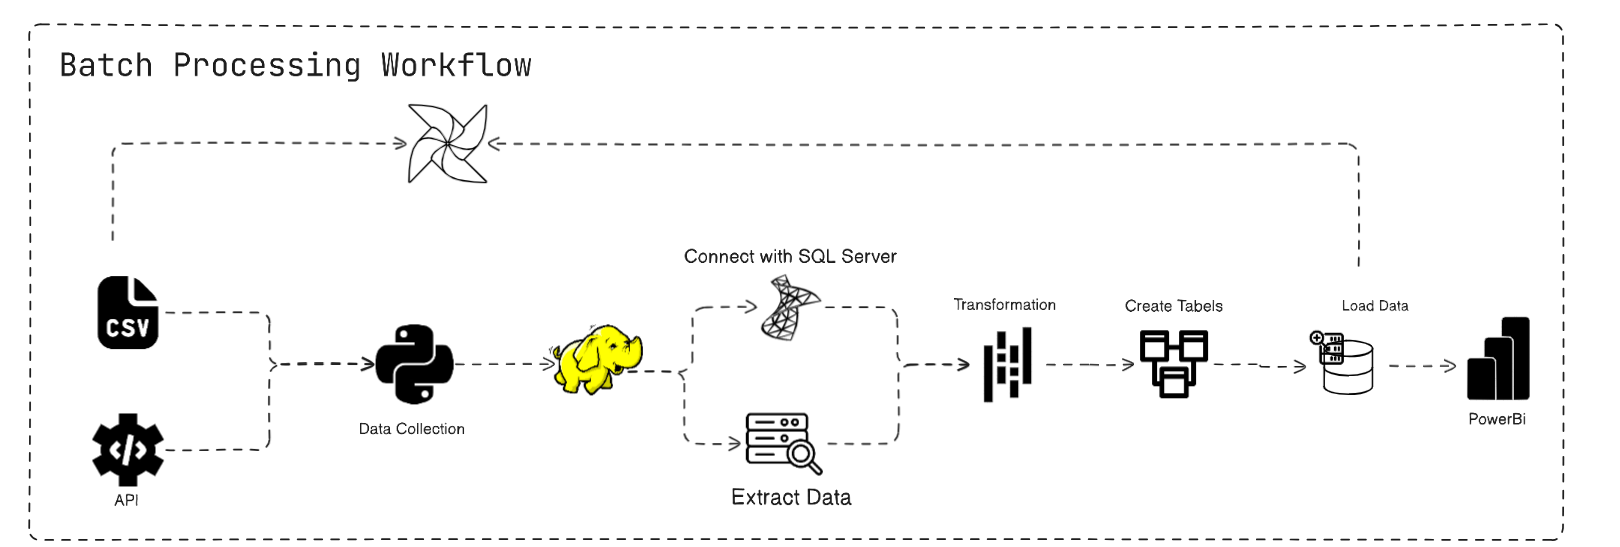 Batch Processing Workflow
Connect with SQL Server
Transformation
Create Tabels
Load Data
CSV
Data Collection
PowerBi
API
</>
Extract Data